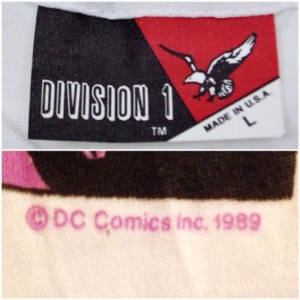 DIVISION 1
TM
MADE IN U.S.A.
L
© DC Comics Inc. 1989